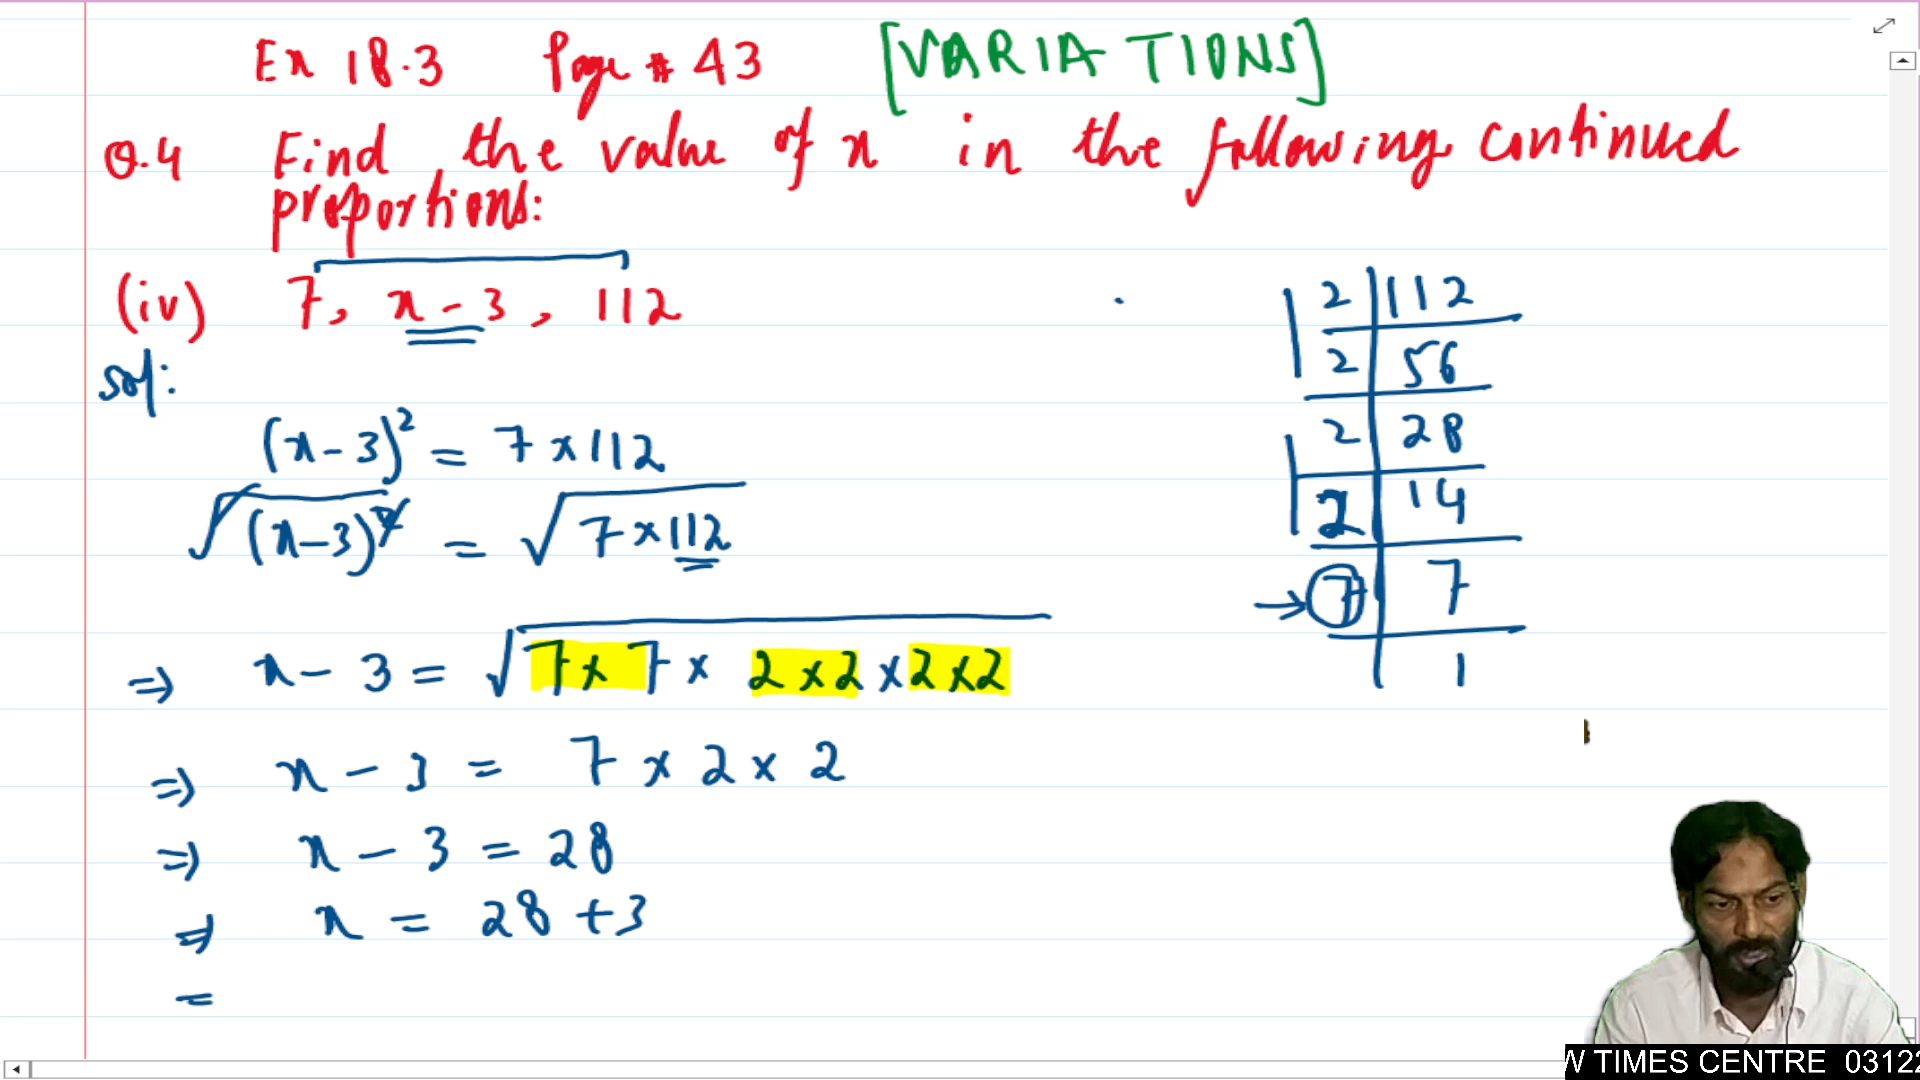 Ex 18.3 Page # 43 [VARIATIONS]
Q.4 Find the value of x in the following continued
proportions:
(iv) 7, x - 3, 112
Sol:
(x - 3)² = 7 × 112
√(x - 3)² = √7 × 112
⇒ x - 3 = √7 × 7 × 2 × 2 × 2 × 2
⇒ x - 3 = 7 × 2 × 2
⇒ x - 3 = 28
⇒ x = 28 + 3
=
2 | 112
2 | 56
2 | 28
2 | 14
→ 7 | 7
| 1
W TIMES CENTRE 03122